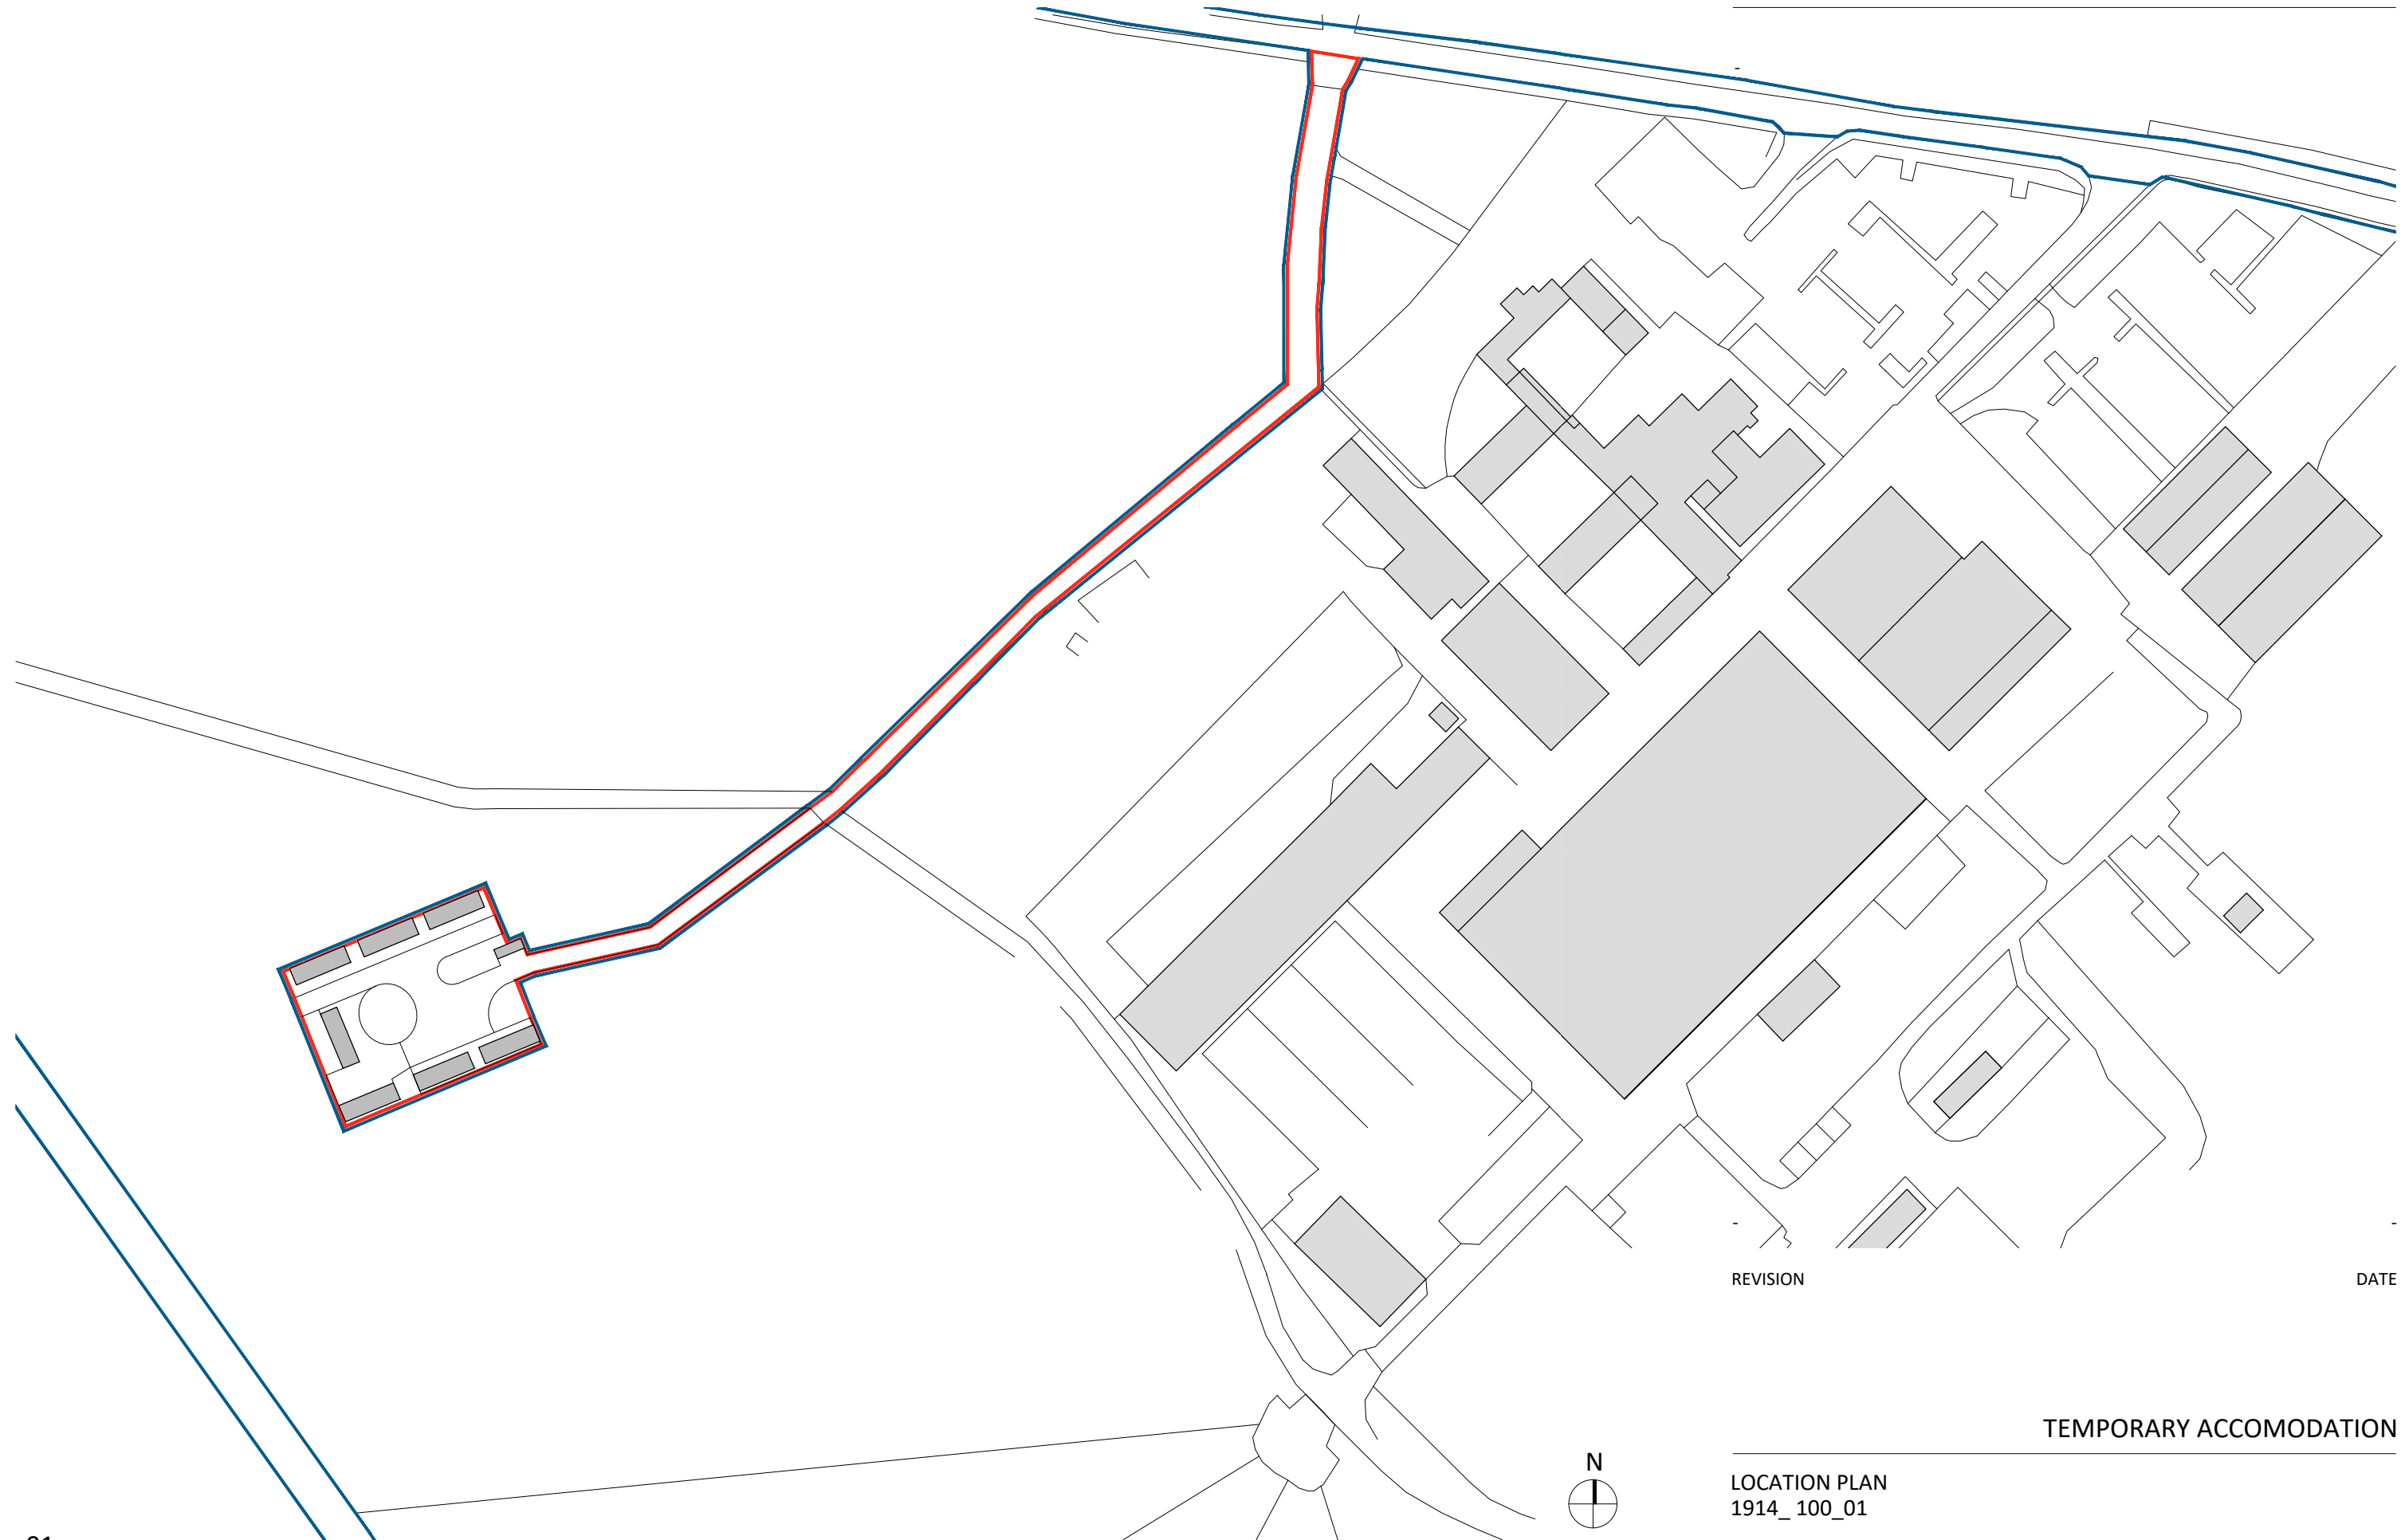 -
- -
REVISION DATE
TEMPORARY ACCOMODATION
N
LOCATION PLAN
1914_ 100_01